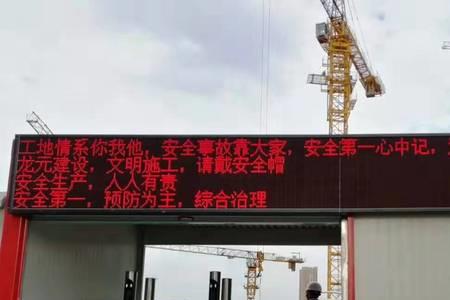 工地情系你我他，安全事故靠大家，安全第一心中记，
龙元建设，文明施工，请戴安全帽
安全生产，人人有责
安全第一，预防为主，综合治理